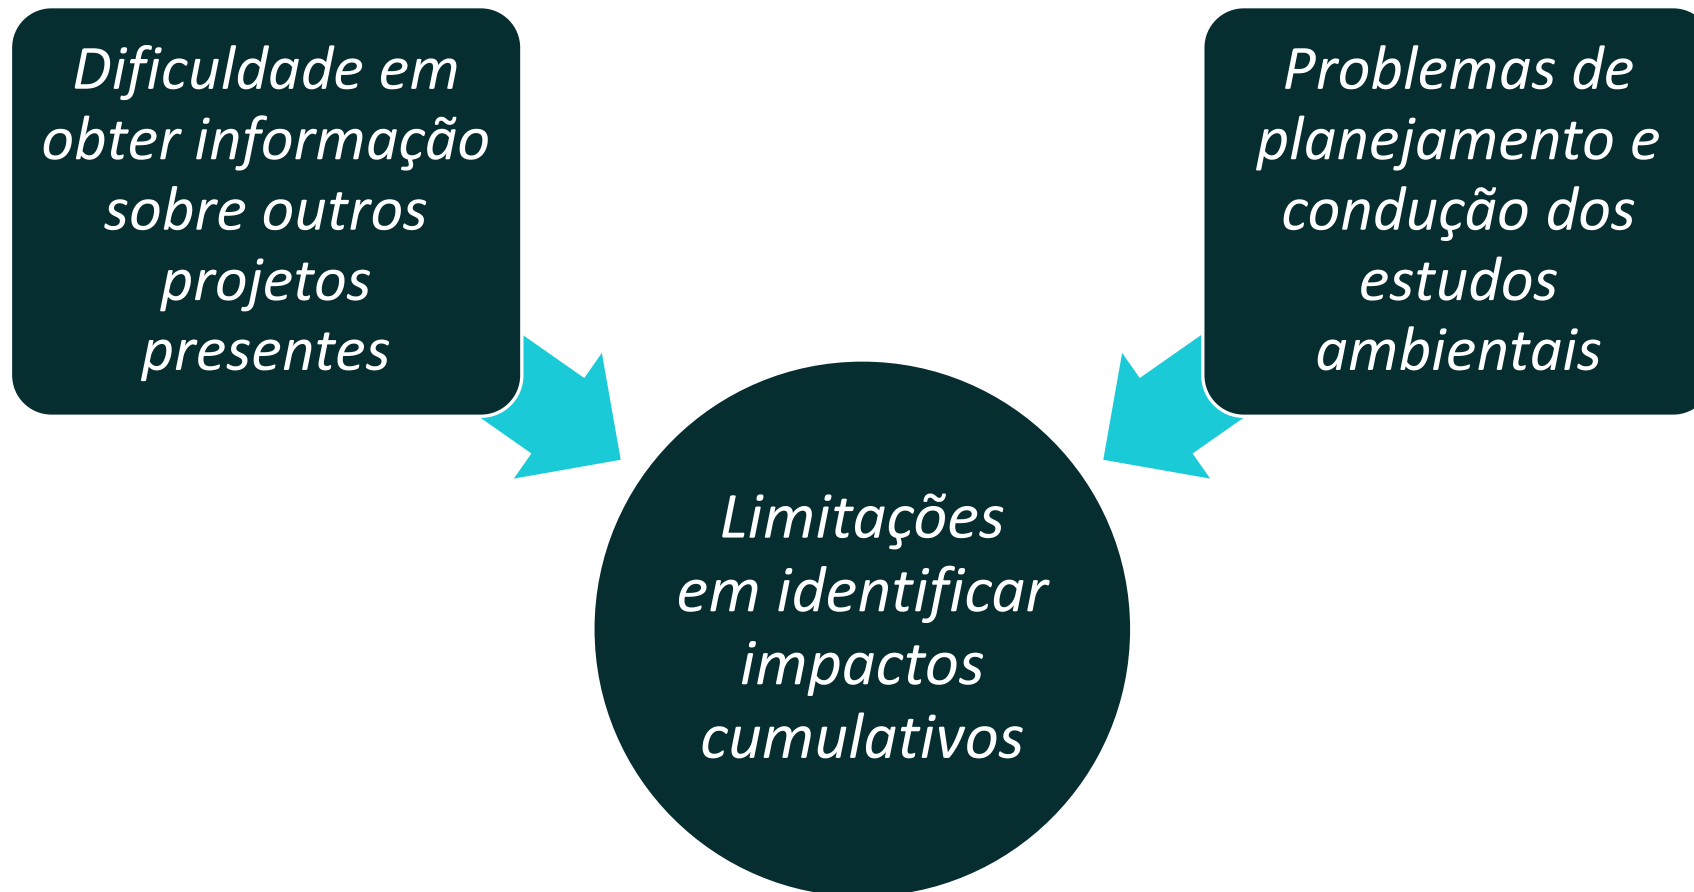 Dificuldade em
obter informação
sobre outros
projetos
presentes
Problemas de
planejamento e
condução dos
estudos
ambientais
Limitações
em identificar
impactos
cumulativos